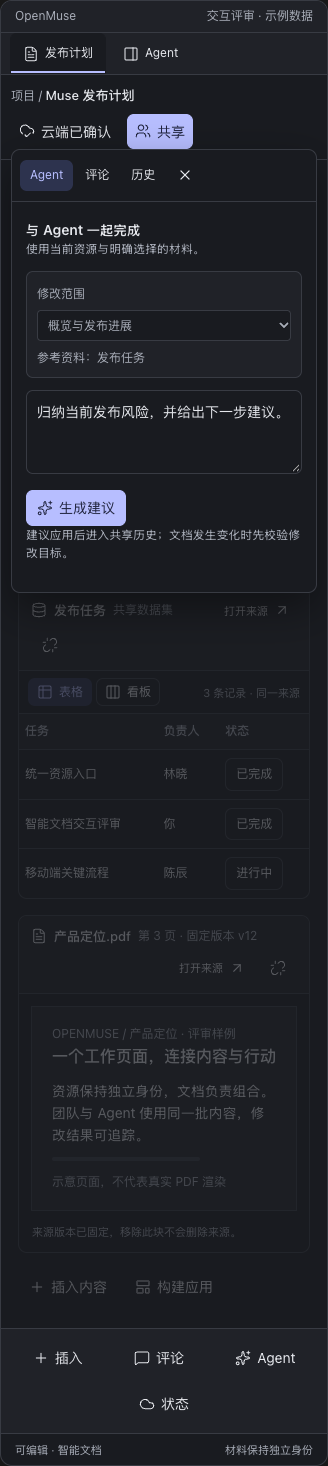 OpenMuse 交互评审 · 示例数据
发布计划 Agent
项目 / Muse 发布计划
云端已确认 共享
Agent 评论 历史
与 Agent 一起完成
使用当前资源与明确选择的材料。
修改范围
概览与发布进展
参考资料：发布任务
归纳当前发布风险，并给出下一步建议。
生成建议
建议应用后进入共享历史；文档发生变化时先校验修
改目标。
发布任务 共享数据集 打开来源
表格 看板 3 条记录 · 同一来源
任务 负责人 状态
统一资源入口 林晓 已完成
智能文档交互评审 你 已完成
移动端关键流程 陈辰 进行中
产品定位.pdf 第 3 页 · 固定版本 v12
打开来源
OPENMUSE / 产品定位 · 评审样例
一个工作页面，连接内容与行动
资源保持独立身份，文档负责组合。
团队与 Agent 使用同一批内容，修
改结果可追踪。
示意页面，不代表真实 PDF 渲染
来源版本已固定，移除此块不会删除来源。
插入内容 构建应用
插入 评论 Agent
状态
可编辑 · 智能文档 材料保持独立身份